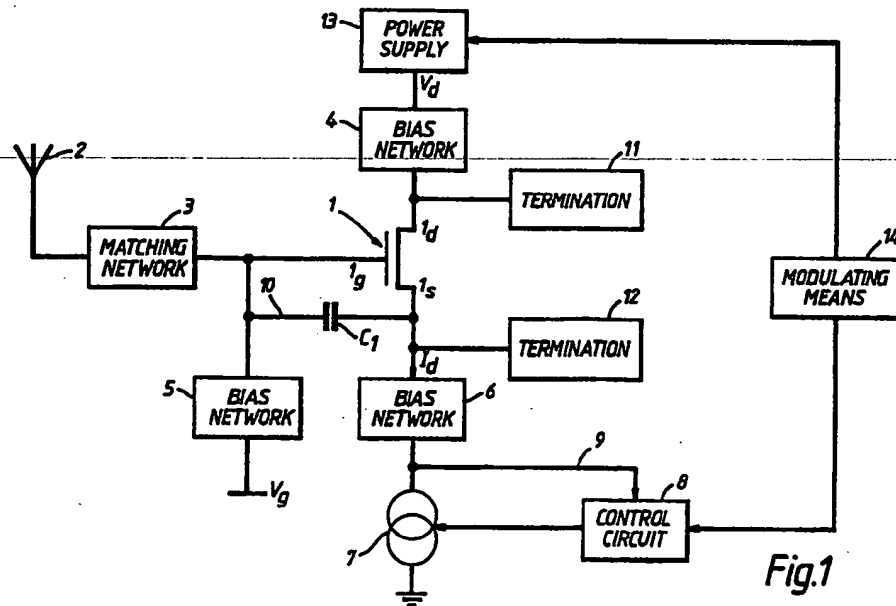 13
POWER
SUPPLY
Vd
4
BIAS
NETWORK
2
11
TERMINATION
3
MATCHING
NETWORK
1
1d
1g
1s
14
MODULATING
MEANS
10
C1
12
TERMINATION
Id
5
BIAS
NETWORK
BIAS
NETWORK
6
9
Vg
8
CONTROL
CIRCUIT
7
Fig.1